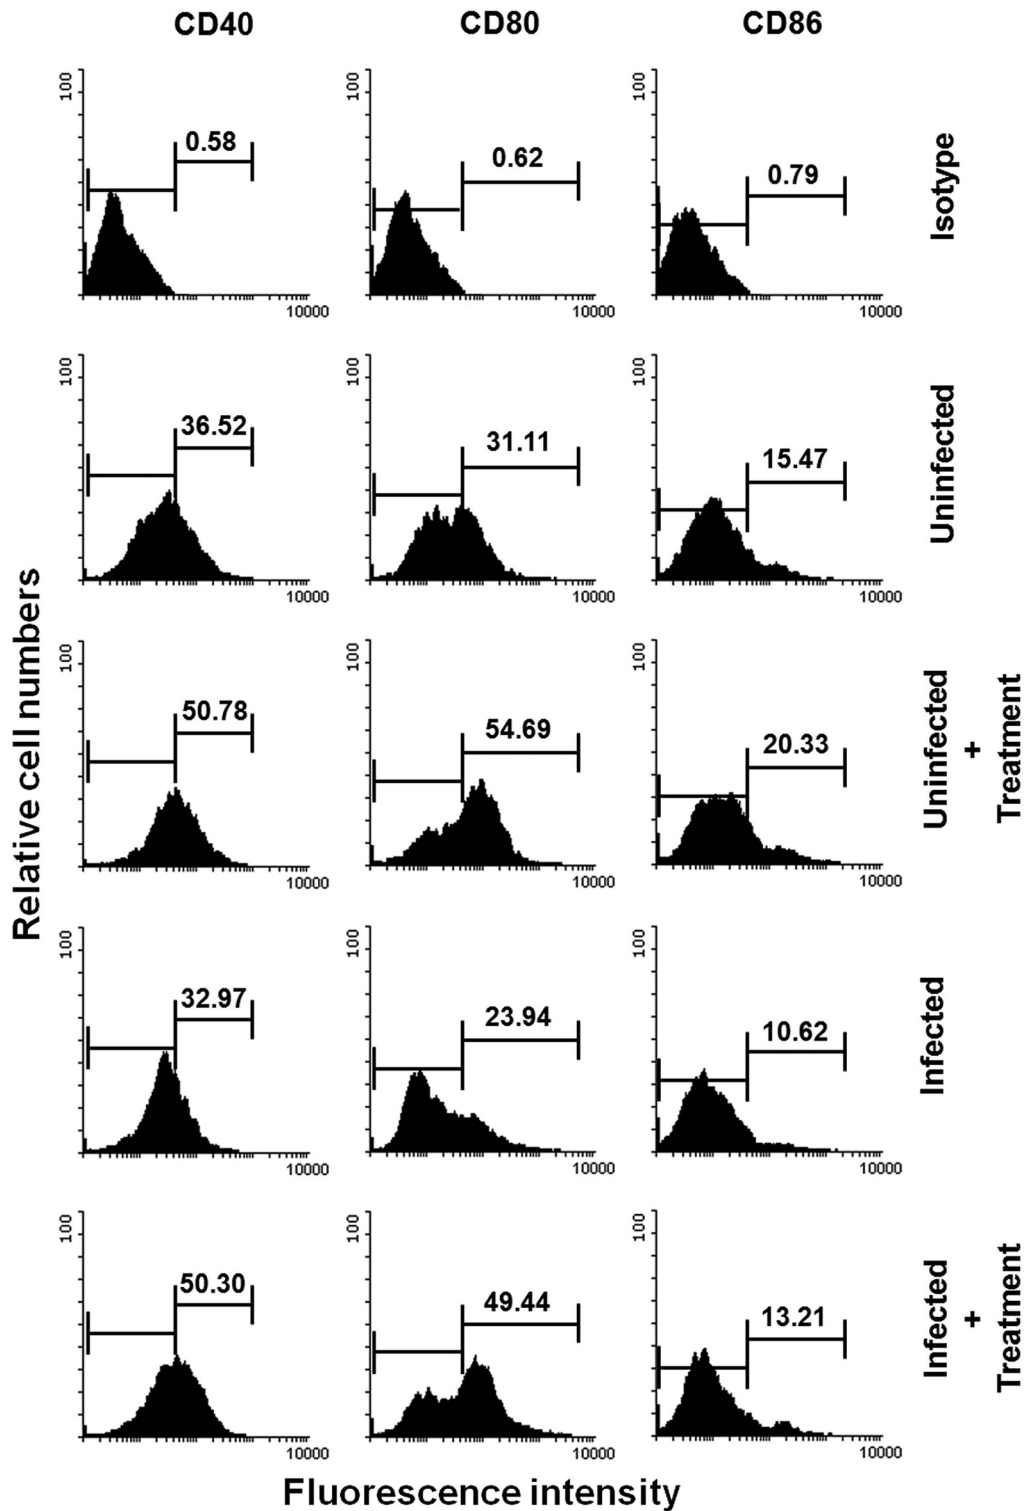 CD40 CD80 CD86
100 0.58 10000
100 0.62 10000
100 0.79 10000
Isotype
100 36.52 10000
100 31.11 10000
100 15.47 10000
Uninfected
100 50.78 10000
100 54.69 10000
100 20.33 10000
Uninfected
+
Treatment
100 32.97 10000
100 23.94 10000
100 10.62 10000
Infected
100 50.30 10000
100 49.44 10000
100 13.21 10000
Infected
+
Treatment
Relative cell numbers
Fluorescence intensity